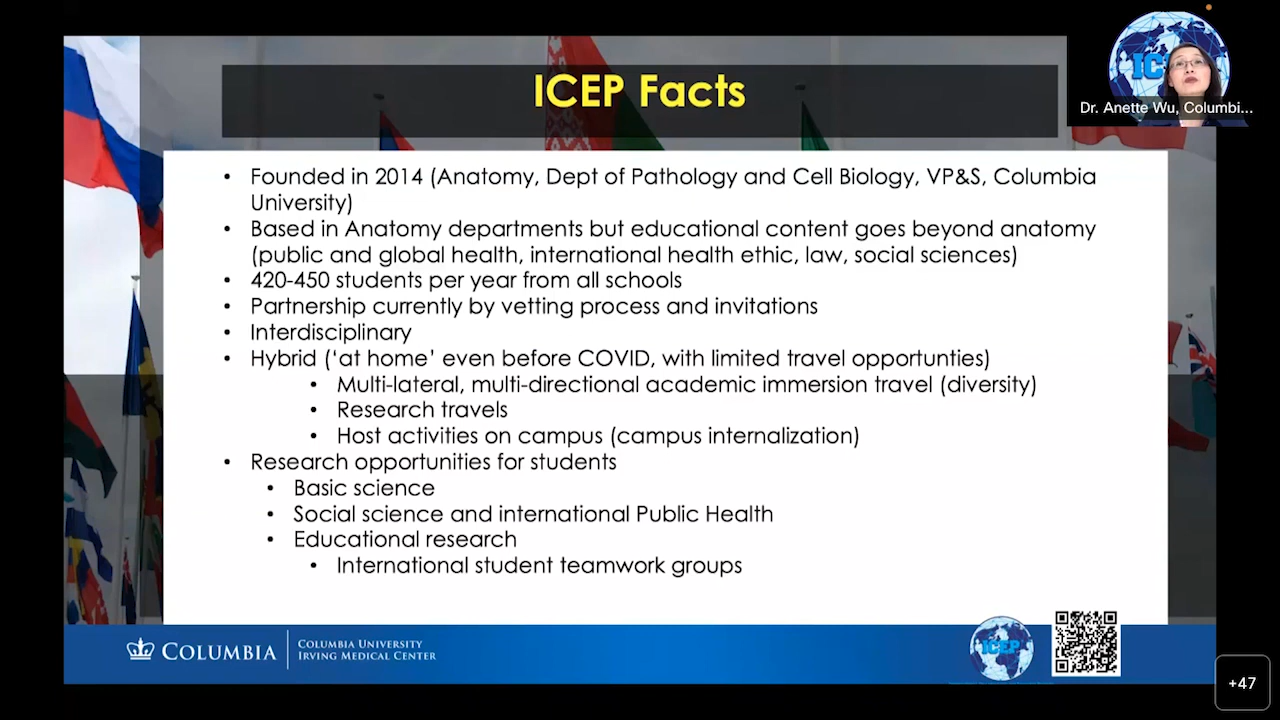 ICEP Facts
Dr. Anette Wu, Columbi...
• Founded in 2014 (Anatomy, Dept of Pathology and Cell Biology, VP&S, Columbia
University)
• Based in Anatomy departments but educational content goes beyond anatomy
(public and global health, international health ethic, law, social sciences)
• 420-450 students per year from all schools
• Partnership currently by vetting process and invitations
• Interdisciplinary
• Hybrid (‘at home’ even before COVID, with limited travel opportunties)
• Multi-lateral, multi-directional academic immersion travel (diversity)
• Research travels
• Host activities on campus (campus internalization)
• Research opportunities for students
• Basic science
• Social science and international Public Health
• Educational research
• International student teamwork groups
COLUMBIA
COLUMBIA UNIVERSITY
IRVING MEDICAL CENTER
ICEP
+47